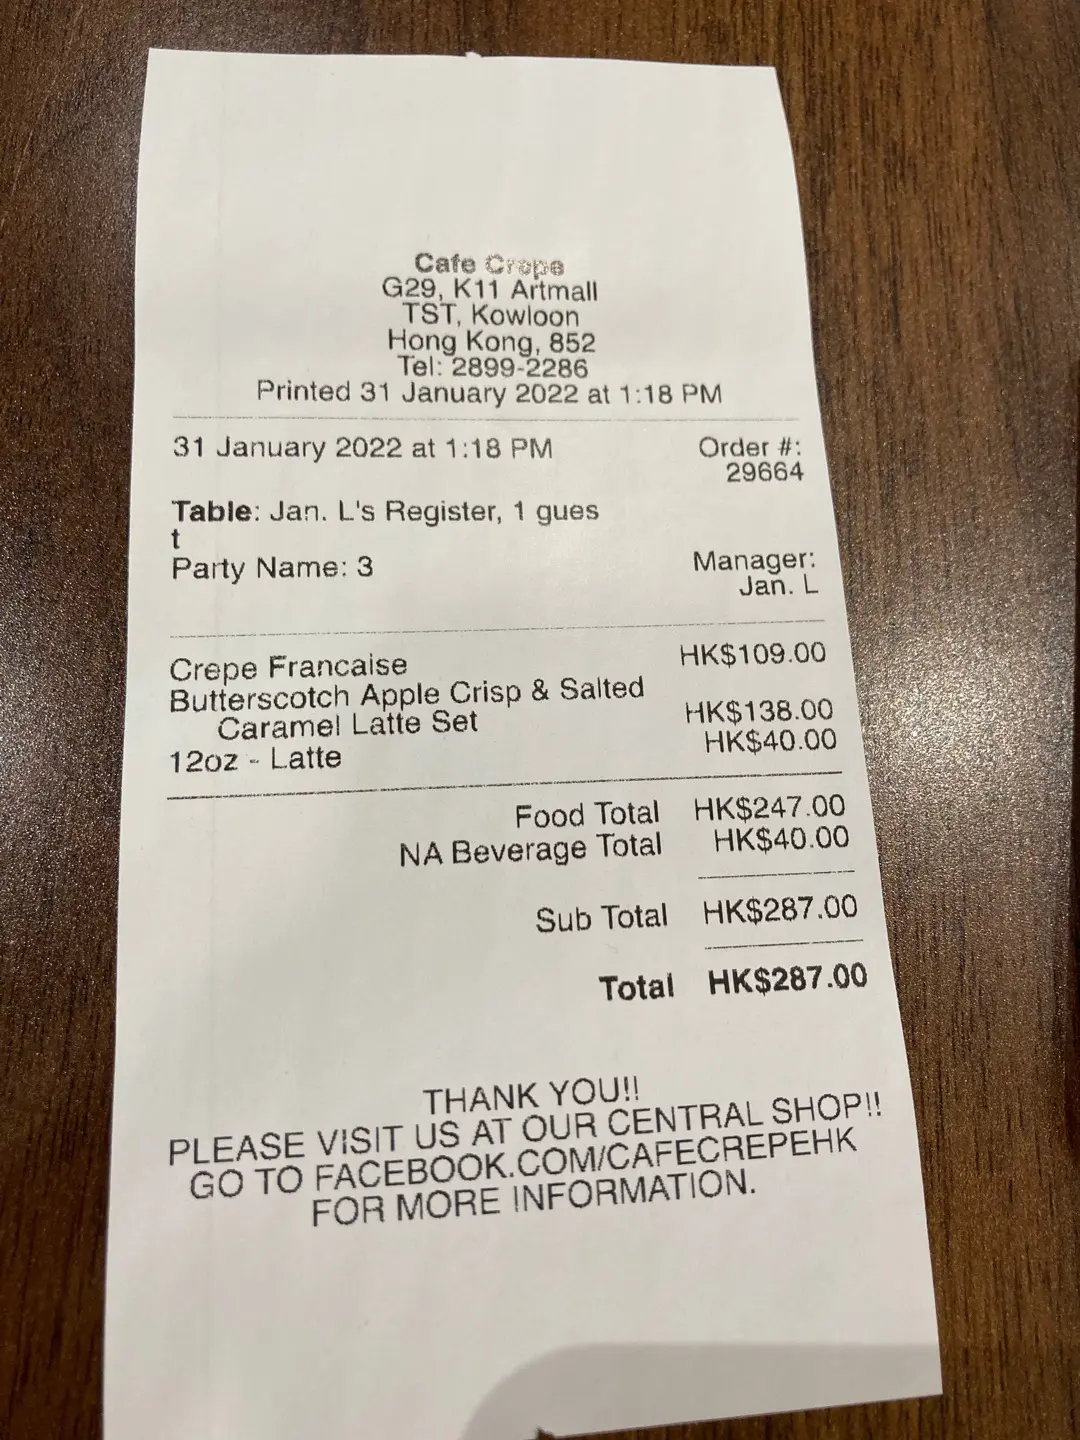 Cafe Crepe
G29, K11 Artmall
TST, Kowloon
Hong Kong, 852
Tel: 2899-2286
Printed 31 January 2022 at 1:18 PM
31 January 2022 at 1:18 PM Order #:
29664
Table: Jan. L's Register, 1 gues
t
Party Name: 3 Manager:
Jan. L
Crepe Francaise HK$109.00
Butterscotch Apple Crisp & Salted
Caramel Latte Set HK$138.00
12oz - Latte HK$40.00
Food Total HK$247.00
NA Beverage Total HK$40.00
Sub Total HK$287.00
Total HK$287.00
THANK YOU!!
PLEASE VISIT US AT OUR CENTRAL SHOP!!
GO TO FACEBOOK.COM/CAFECREPEHK
FOR MORE INFORMATION.